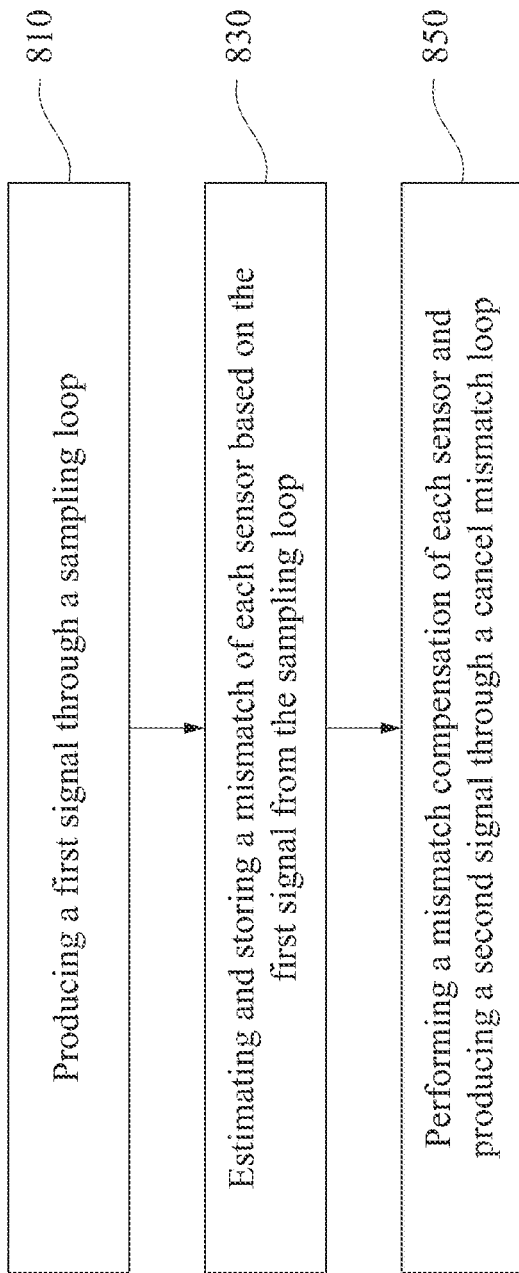 Producing a first signal through a sampling loop
810
Estimating and storing a mismatch of each sensor based on the
first signal from the sampling loop
830
Performing a mismatch compensation of each sensor and
producing a second signal through a cancel mismatch loop
850